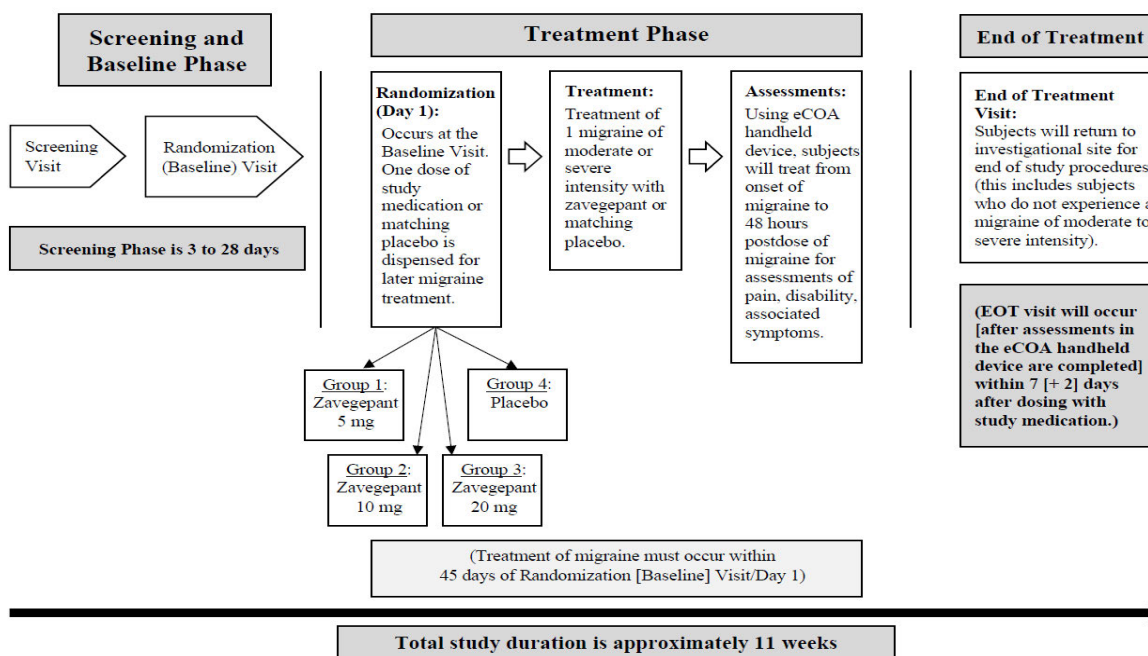 Screening and
Baseline Phase
Screening
Visit
Randomization
(Baseline) Visit
Screening Phase is 3 to 28 days
Treatment Phase
Randomization
(Day 1):
Occurs at the
Baseline Visit.
One dose of
study
medication or
matching
placebo is
dispensed for
later migraine
treatment.
Treatment:
Treatment of
1 migraine of
moderate or
severe
intensity with
zavegepant or
matching
placebo.
Assessments:
Using eCOA
handheld
device, subjects
will treat from
onset of
migraine to
48 hours
postdose of
migraine for
assessments of
pain, disability,
associated
symptoms.
Group 1:
Zavegepant
5 mg
Group 4:
Placebo
Group 2:
Zavegepant
10 mg
Group 3:
Zavegepant
20 mg
(Treatment of migraine must occur within
45 days of Randomization [Baseline] Visit/Day 1)
End of Treatment
End of Treatment
Visit:
Subjects will return to
investigational site for
end of study procedures
(this includes subjects
who do not experience a
migraine of moderate to
severe intensity).
(EOT visit will occur
[after assessments in
the eCOA handheld
device are completed]
within 7 [+ 2] days
after dosing with
study medication.)
Total study duration is approximately 11 weeks